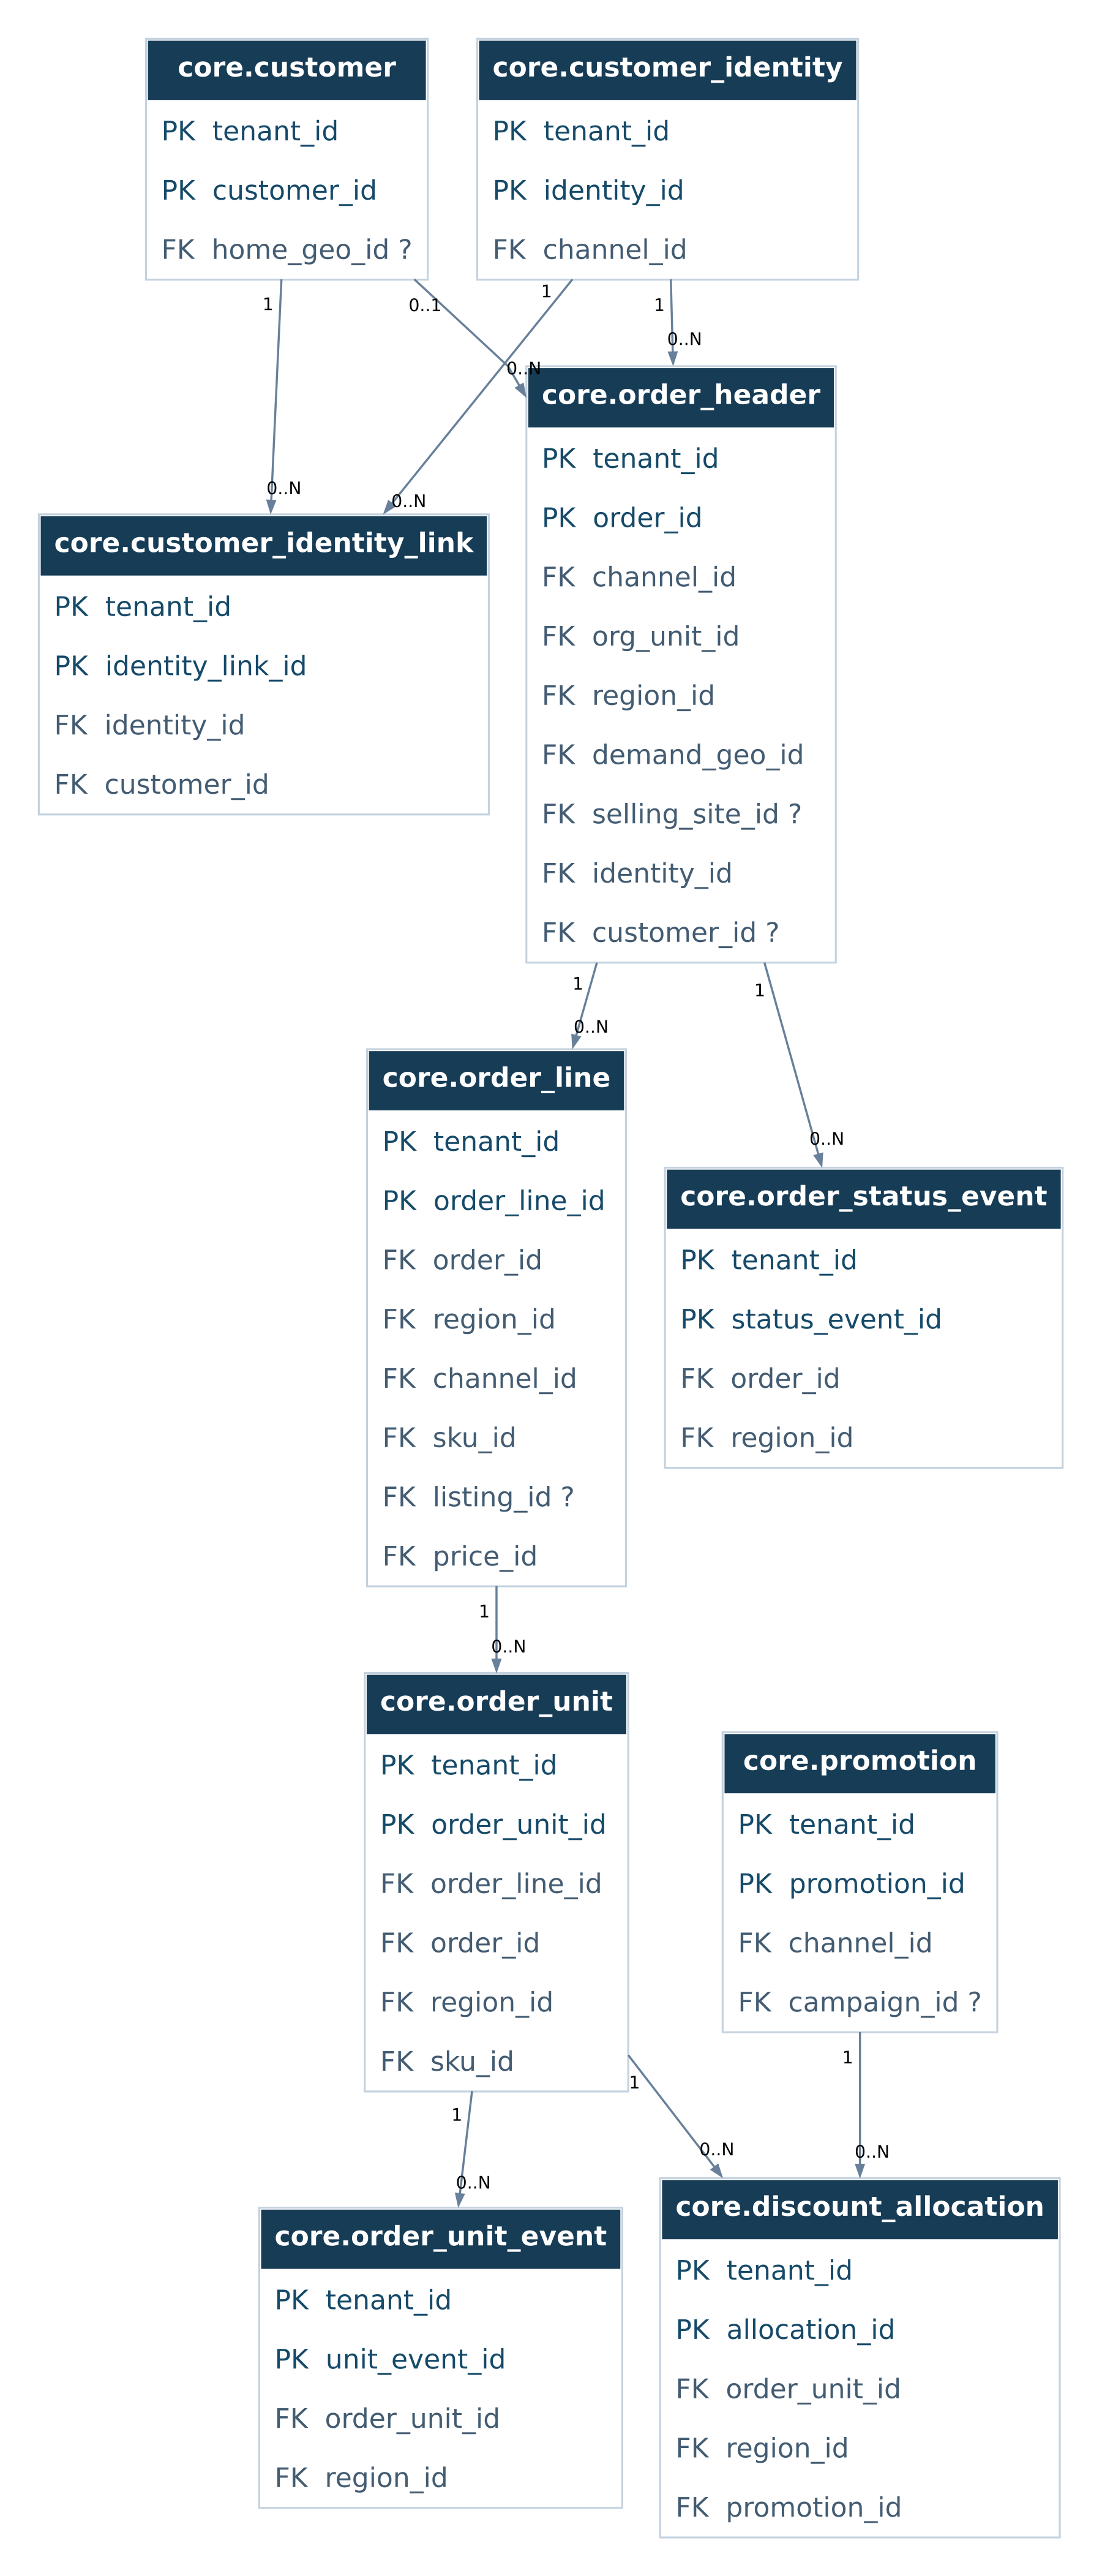 core.customer
PK tenant_id
PK customer_id
FK home_geo_id ?
core.customer_identity
PK tenant_id
PK identity_id
FK channel_id
1
0..1
1
1
0..N
0..N
0..N
0..N
core.order_header
PK tenant_id
PK order_id
FK channel_id
FK org_unit_id
FK region_id
FK demand_geo_id
FK selling_site_id ?
FK identity_id
FK customer_id ?
core.customer_identity_link
PK tenant_id
PK identity_link_id
FK identity_id
FK customer_id
1
1
0..N
0..N
core.order_line
PK tenant_id
PK order_line_id
FK order_id
FK region_id
FK channel_id
FK sku_id
FK listing_id ?
FK price_id
core.order_status_event
PK tenant_id
PK status_event_id
FK order_id
FK region_id
1
0..N
core.order_unit
PK tenant_id
PK order_unit_id
FK order_line_id
FK order_id
FK region_id
FK sku_id
core.promotion
PK tenant_id
PK promotion_id
FK channel_id
FK campaign_id ?
1
1
1
0..N
0..N
0..N
core.order_unit_event
PK tenant_id
PK unit_event_id
FK order_unit_id
FK region_id
core.discount_allocation
PK tenant_id
PK allocation_id
FK order_unit_id
FK region_id
FK promotion_id